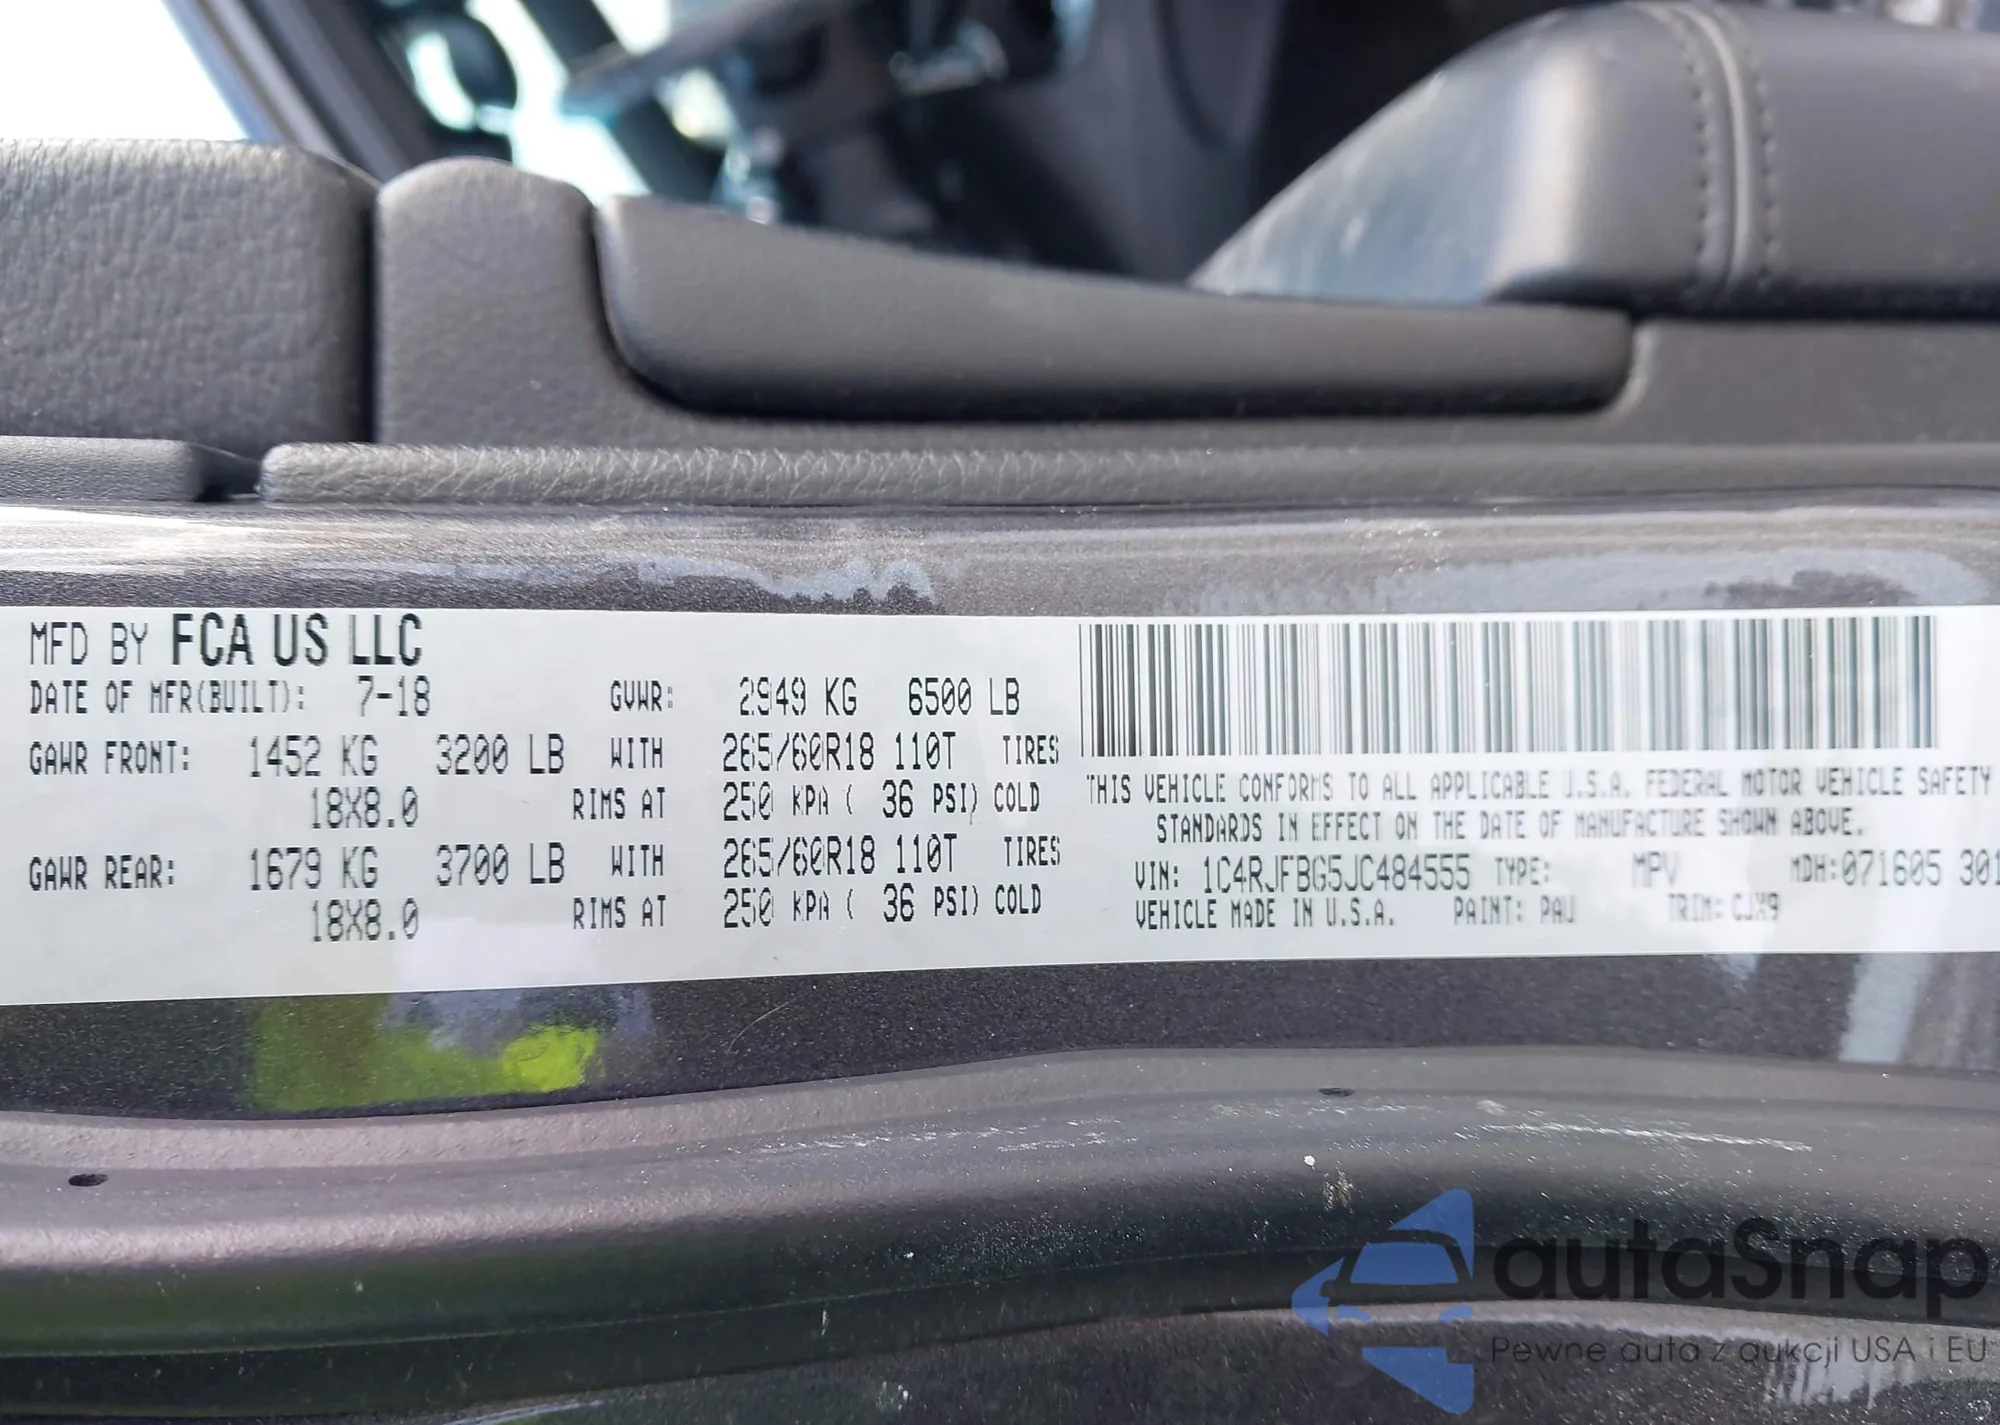 MFD BY FCA US LLC
DATE OF MFR(BUILT): 7-18 GVWR: 2949 KG 6500 LB
GAWR FRONT: 1452 KG 3200 LB WITH 265/60R18 110T TIRES
18X8.0 RIMS AT 250 KPA ( 36 PSI) COLD
GAWR REAR: 1679 KG 3700 LB WITH 265/60R18 110T TIRES
18X8.0 RIMS AT 250 KPA ( 36 PSI) COLD
THIS VEHICLE CONFORMS TO ALL APPLICABLE U.S.A. FEDERAL MOTOR VEHICLE SAFETY
STANDARDS IN EFFECT ON THE DATE OF MANUFACTURE SHOWN ABOVE.
VIN: 1C4RJFBG5JC484555 TYPE: MPV MDH:071605 301
VEHICLE MADE IN U.S.A. PAINT: PAU TRIM: CJX9
autaSnap
Pewne auta z aukcji USA i EU